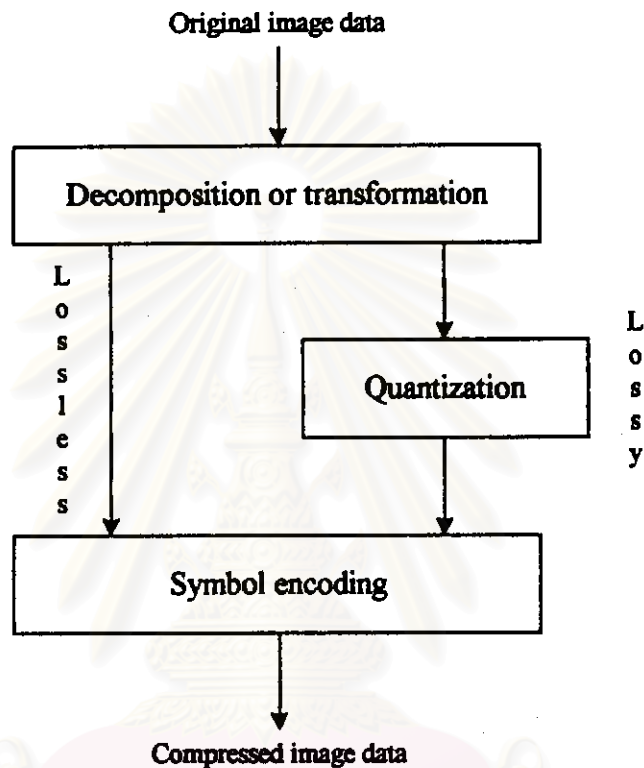 Original image data
Decomposition or transformation
Lossless
Lossy
Quantization
Symbol encoding
Compressed image data